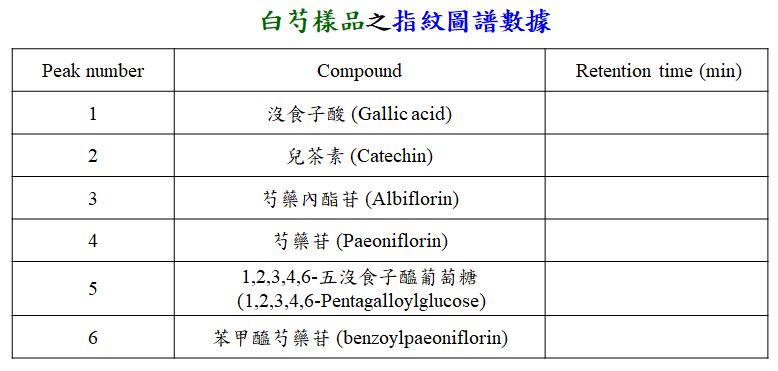 白芍樣品之指紋圖譜數據
Peak number Compound Retention time (min)
1 沒食子酸 (Gallic acid)
2 兒茶素 (Catechin)
3 芍藥內酯苷 (Albiflorin)
4 芍藥苷 (Paeoniflorin)
5 1,2,3,4,6-五沒食子醯葡萄糖
(1,2,3,4,6-Pentagalloylglucose)
6 苯甲醯芍藥苷 (benzoylpaeoniflorin)